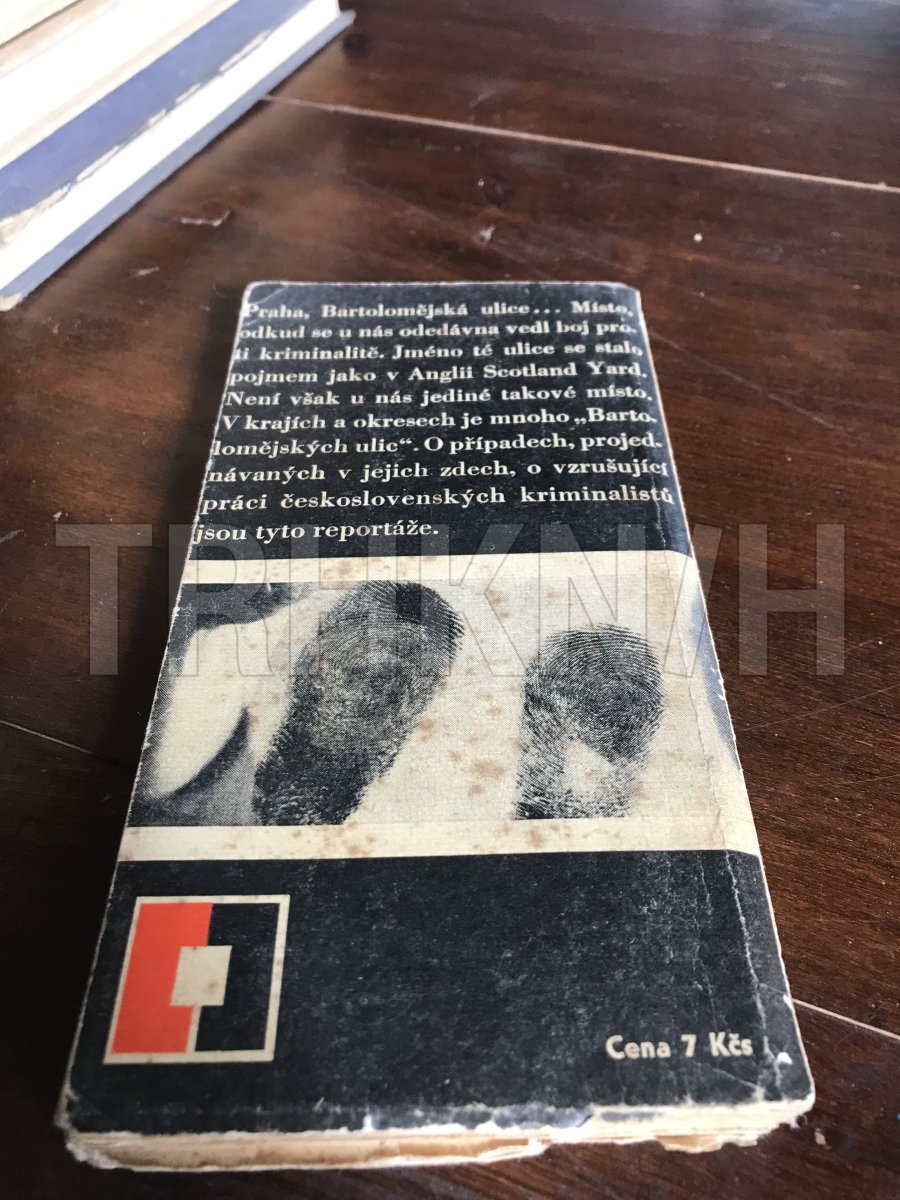 Praha, Bartolomějská ulice... Místo,
odkud se u nás odedávna vedl boj pro-
ti kriminalitě. Jméno té ulice se stalo
pojmem jako v Anglii Scotland Yard.
Není však u nás jediné takové místo.
V krajích a okresech je mnoho „Barto-
lomějských ulic“. O případech, projed-
návaných v jejich zdech, o vzrušující
práci československých kriminalistů
jsou tyto reportáže.
TRHKNIH
Cena 7 Kčs